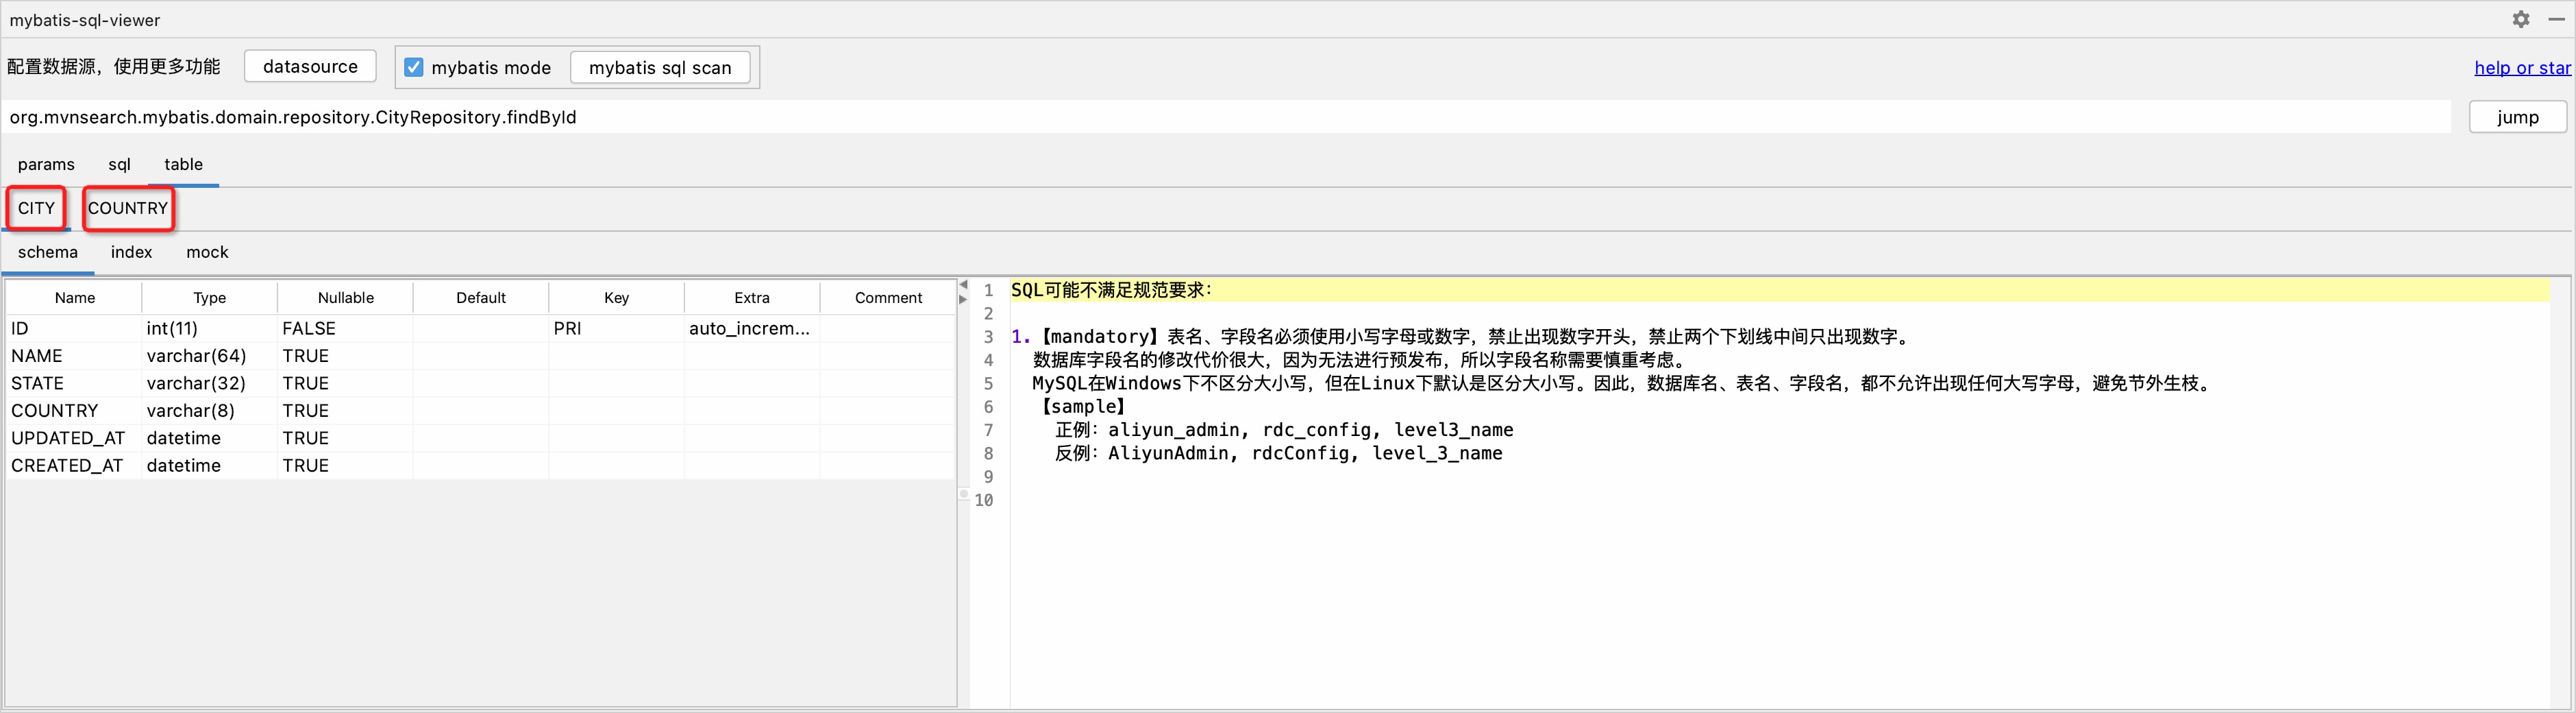 mybatis-sql-viewer
配置数据源，使用更多功能 datasource mybatis mode mybatis sql scan help or star
org.mvnsearch.mybatis.domain.repository.CityRepository.findById jump
params sql table
CITY COUNTRY
schema index mock
Name Type Nullable Default Key Extra Comment
ID int(11) FALSE PRI auto_increm...
NAME varchar(64) TRUE
STATE varchar(32) TRUE
COUNTRY varchar(8) TRUE
UPDATED_AT datetime TRUE
CREATED_AT datetime TRUE
1 SQL可能不满足规范要求：
2
3 1.【mandatory】表名、字段名必须使用小写字母或数字，禁止出现数字开头，禁止两个下划线中间只出现数字。
4 数据库字段名的修改代价很大，因为无法进行预发布，所以字段名称需要慎重考虑。
5 MySQL在Windows下不区分大小写，但在Linux下默认是区分大小写。因此，数据库名、表名、字段名，都不允许出现任何大写字母，避免节外生枝。
6 【sample】
7 正例：aliyun_admin, rdc_config, level3_name
8 反例：AliyunAdmin, rdcConfig, level_3_name
9
10